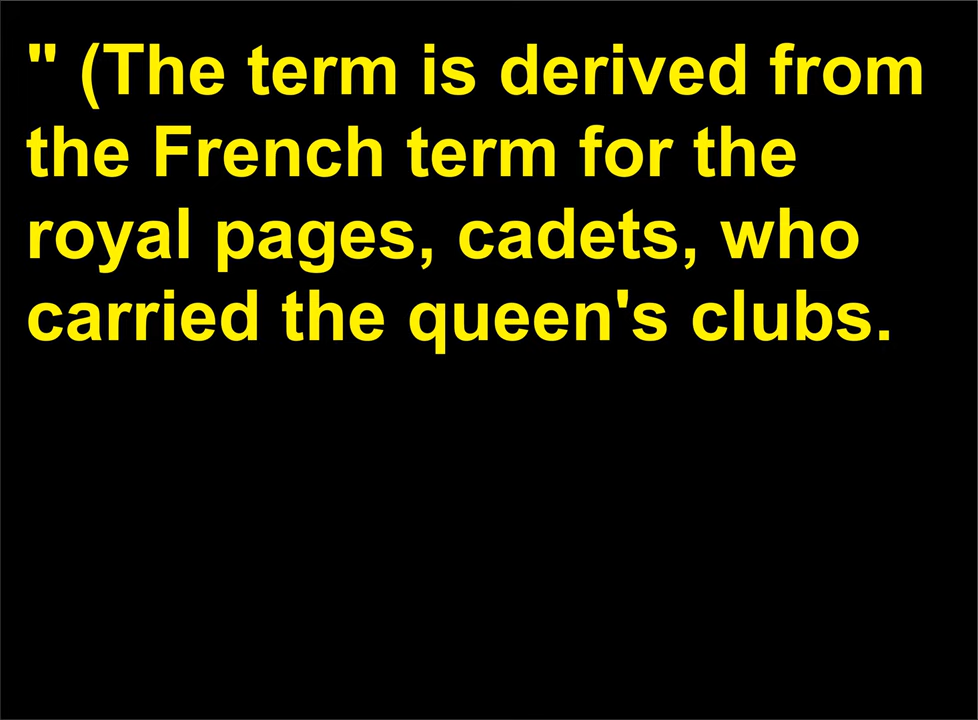 " (The term is derived from
the French term for the
royal pages, cadets, who
carried the queen's clubs.